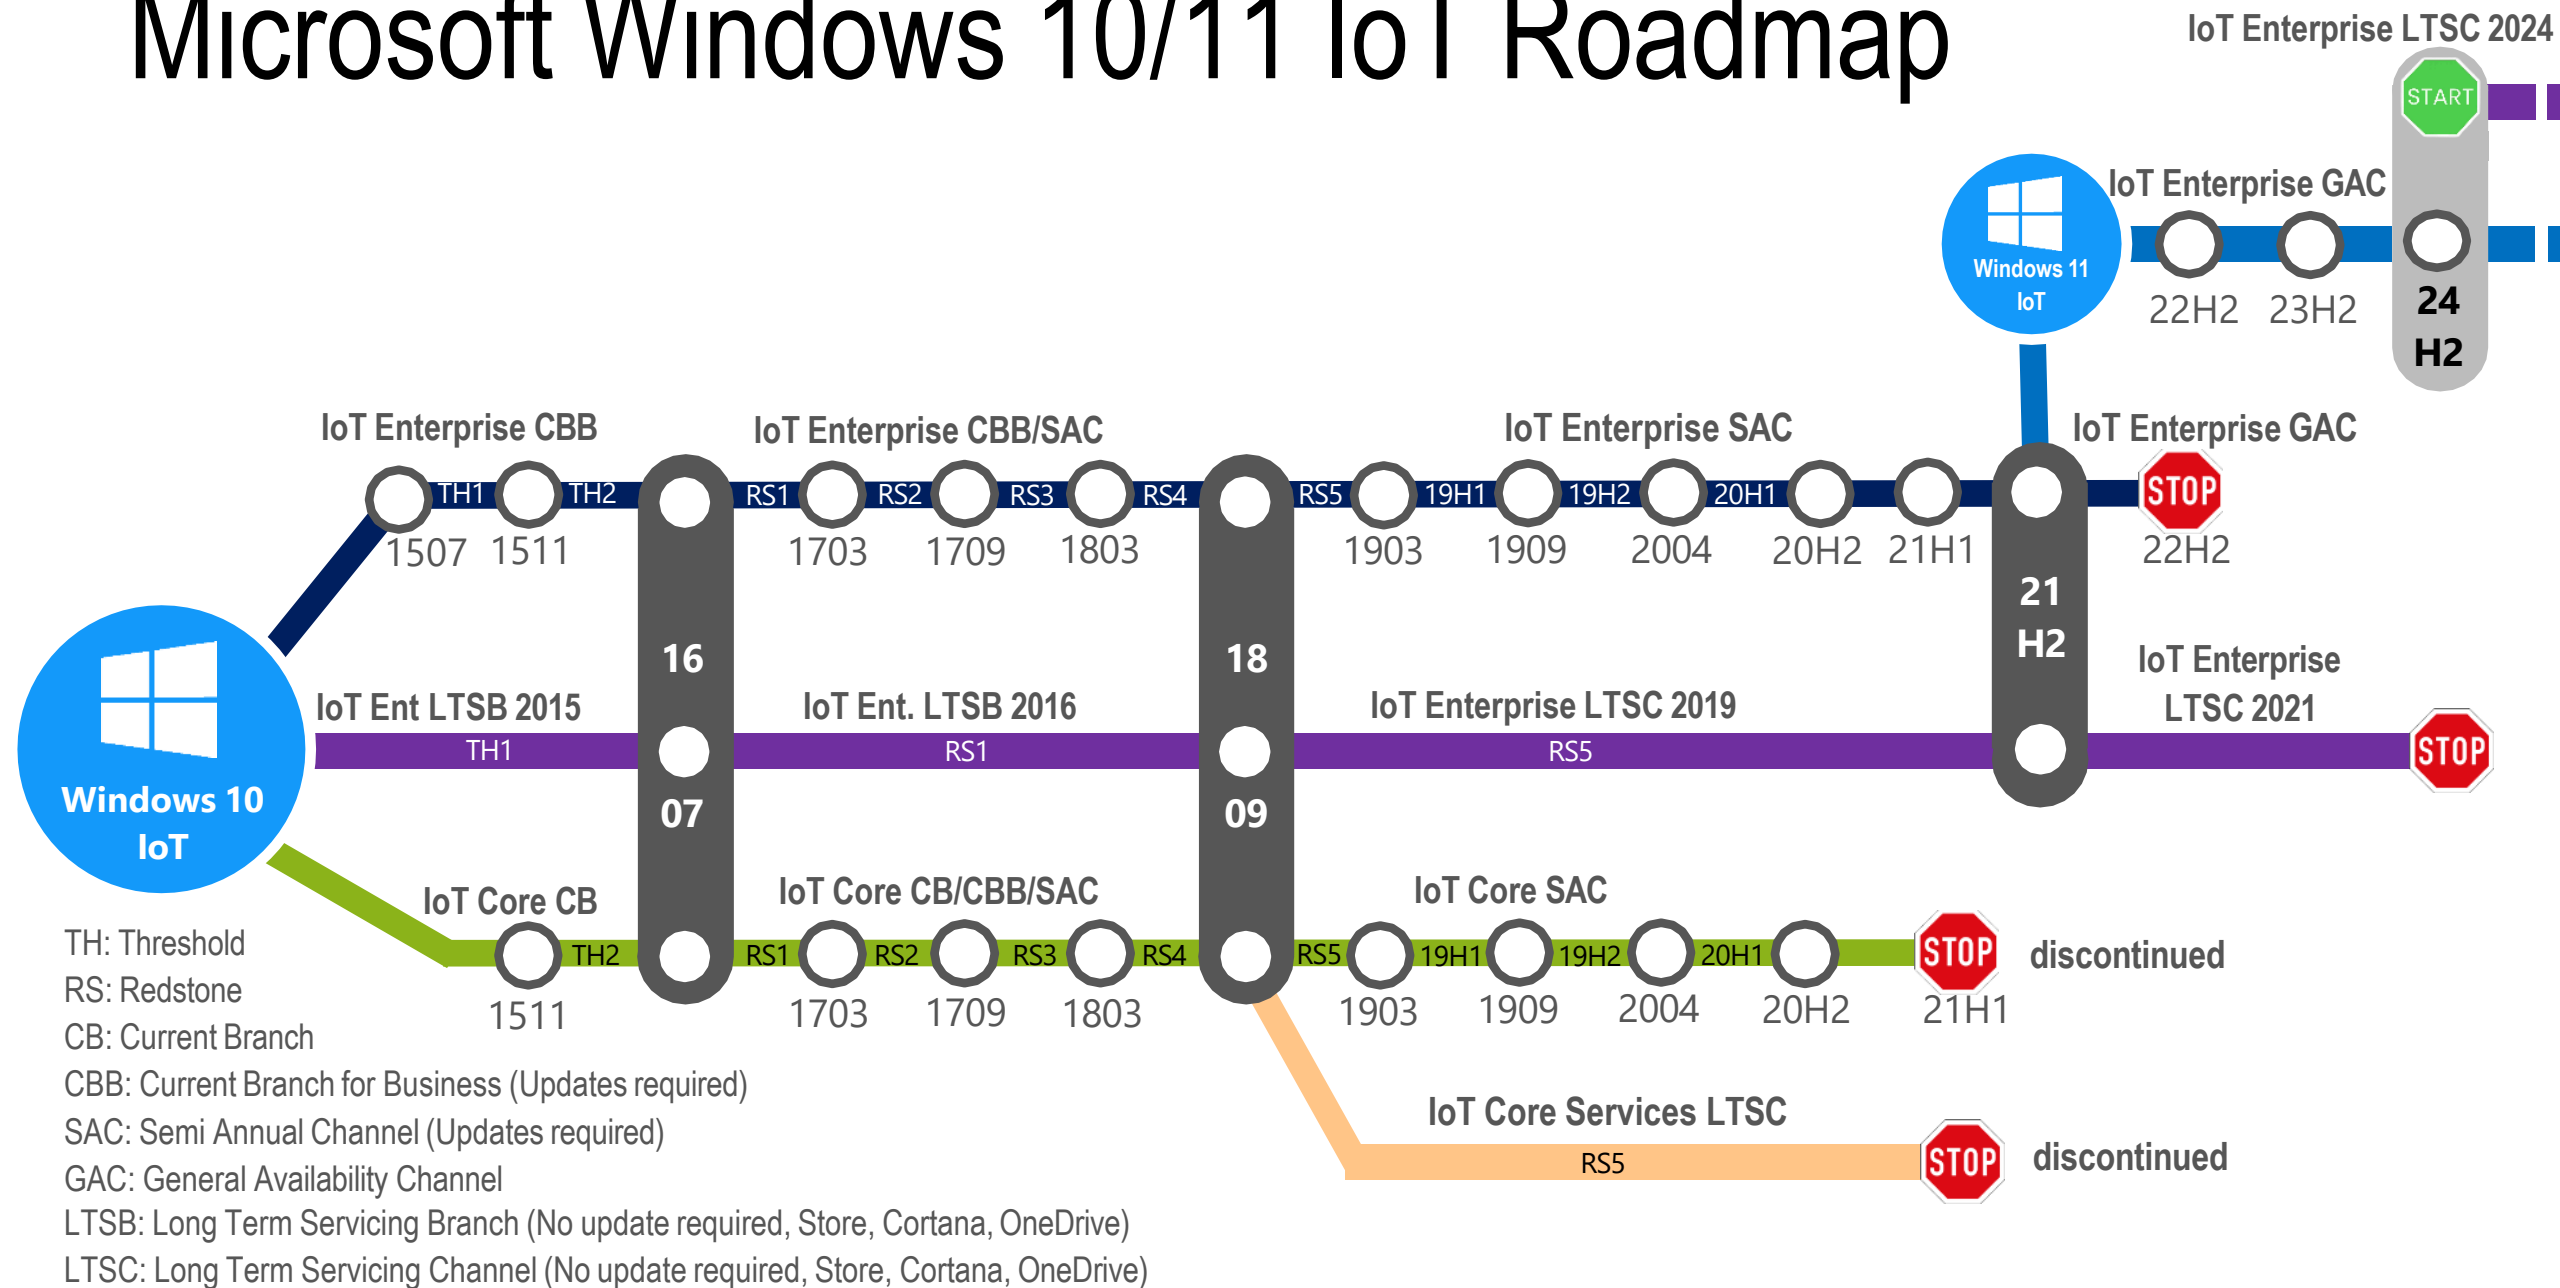 Microsoft Windows 10/11 IoT Roadmap
IoT Enterprise LTSC 2024
START
IoT Enterprise GAC
Windows 11
IoT
22H2
23H2
24
H2
IoT Enterprise CBB
IoT Enterprise CBB/SAC
IoT Enterprise SAC
IoT Enterprise GAC
TH1
TH2
RS1
RS2
RS3
RS4
RS5
19H1
19H2
20H1
STOP
1507
1511
1703
1709
1803
1903
1909
2004
20H2
21H1
22H2
16
07
18
09
21
H2
Windows 10
IoT
IoT Ent LTSB 2015
IoT Ent. LTSB 2016
IoT Enterprise LTSC 2019
IoT Enterprise
LTSC 2021
TH1
RS1
RS5
STOP
IoT Core CB
IoT Core CB/CBB/SAC
IoT Core SAC
TH2
RS1
RS2
RS3
RS4
RS5
19H1
19H2
20H1
STOP
discontinued
1511
1703
1709
1803
1903
1909
2004
20H2
21H1
IoT Core Services LTSC
RS5
STOP
discontinued
TH: Threshold
RS: Redstone
CB: Current Branch
CBB: Current Branch for Business (Updates required)
SAC: Semi Annual Channel (Updates required)
GAC: General Availability Channel
LTSB: Long Term Servicing Branch (No update required, Store, Cortana, OneDrive)
LTSC: Long Term Servicing Channel (No update required, Store, Cortana, OneDrive)